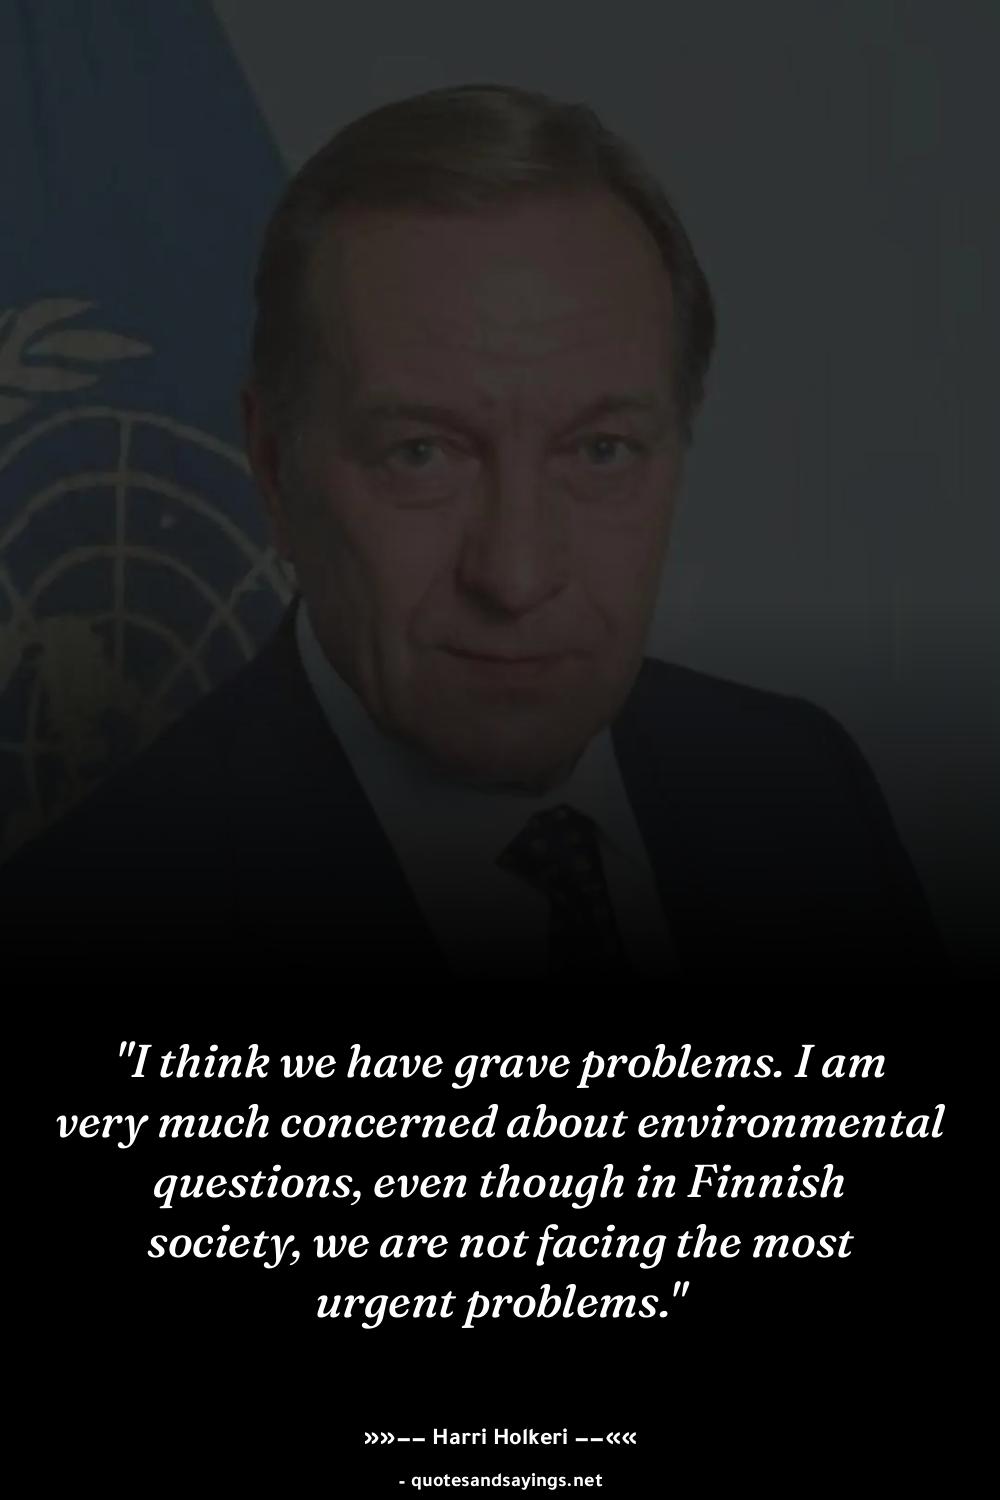 "I think we have grave problems. I am
very much concerned about environmental
questions, even though in Finnish
society, we are not facing the most
urgent problems."
»»–– Harri Holkeri ––««
- quotesandsayings.net